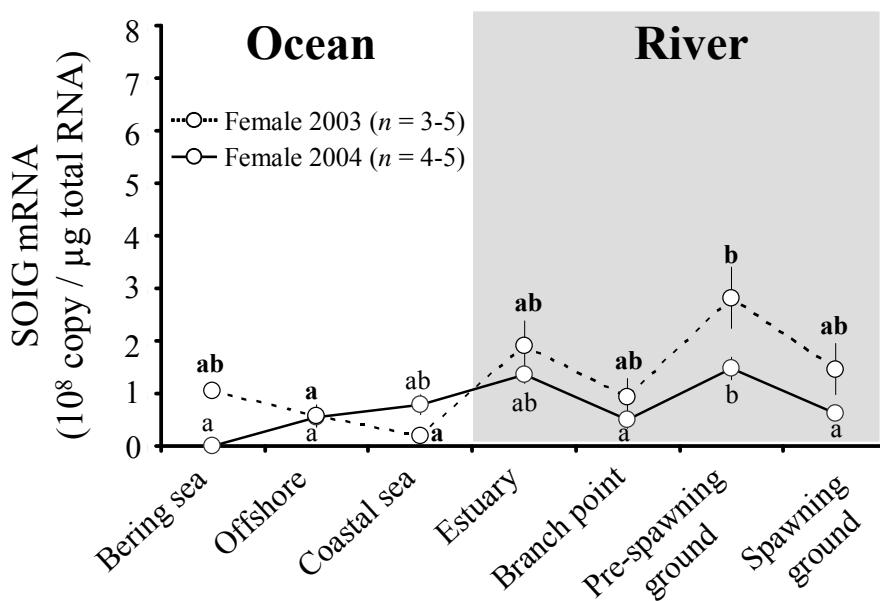 Ocean
River
SOIG mRNA
(10⁸ copy / µg total RNA)
8
7
6
5
4
3
2
1
0
Female 2003 (n = 3-5)
Female 2004 (n = 4-5)
ab
a
a
a
ab
a
ab
ab
ab
a
b
b
ab
a
Bering sea
Offshore
Coastal sea
Estuary
Branch point
Pre-spawning
ground
Spawning
ground